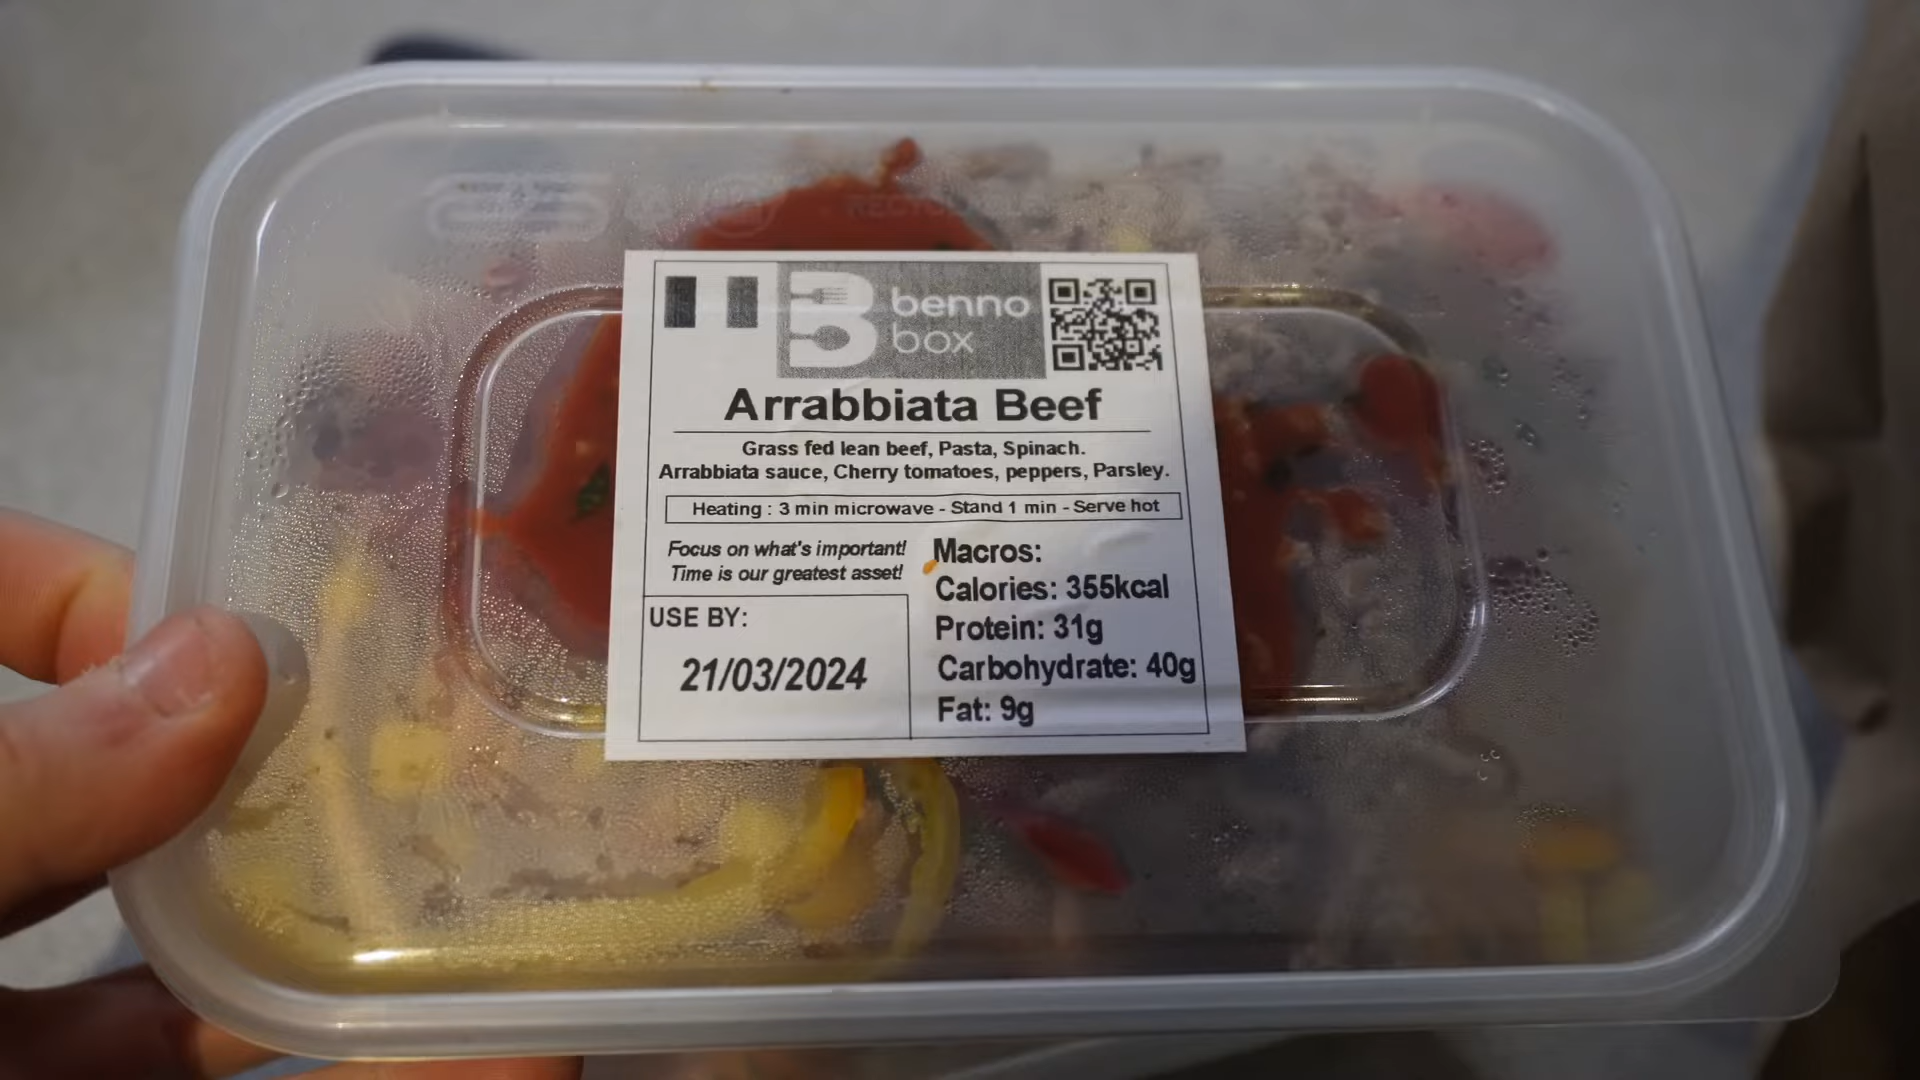 benno
box
Arrabbiata Beef
Grass fed lean beef, Pasta, Spinach.
Arrabbiata sauce, Cherry tomatoes, peppers, Parsley.
Heating : 3 min microwave - Stand 1 min - Serve hot
Focus on what's important!
Time is our greatest asset!
USE BY:
21/03/2024
Macros:
Calories: 355kcal
Protein: 31g
Carbohydrate: 40g
Fat: 9g